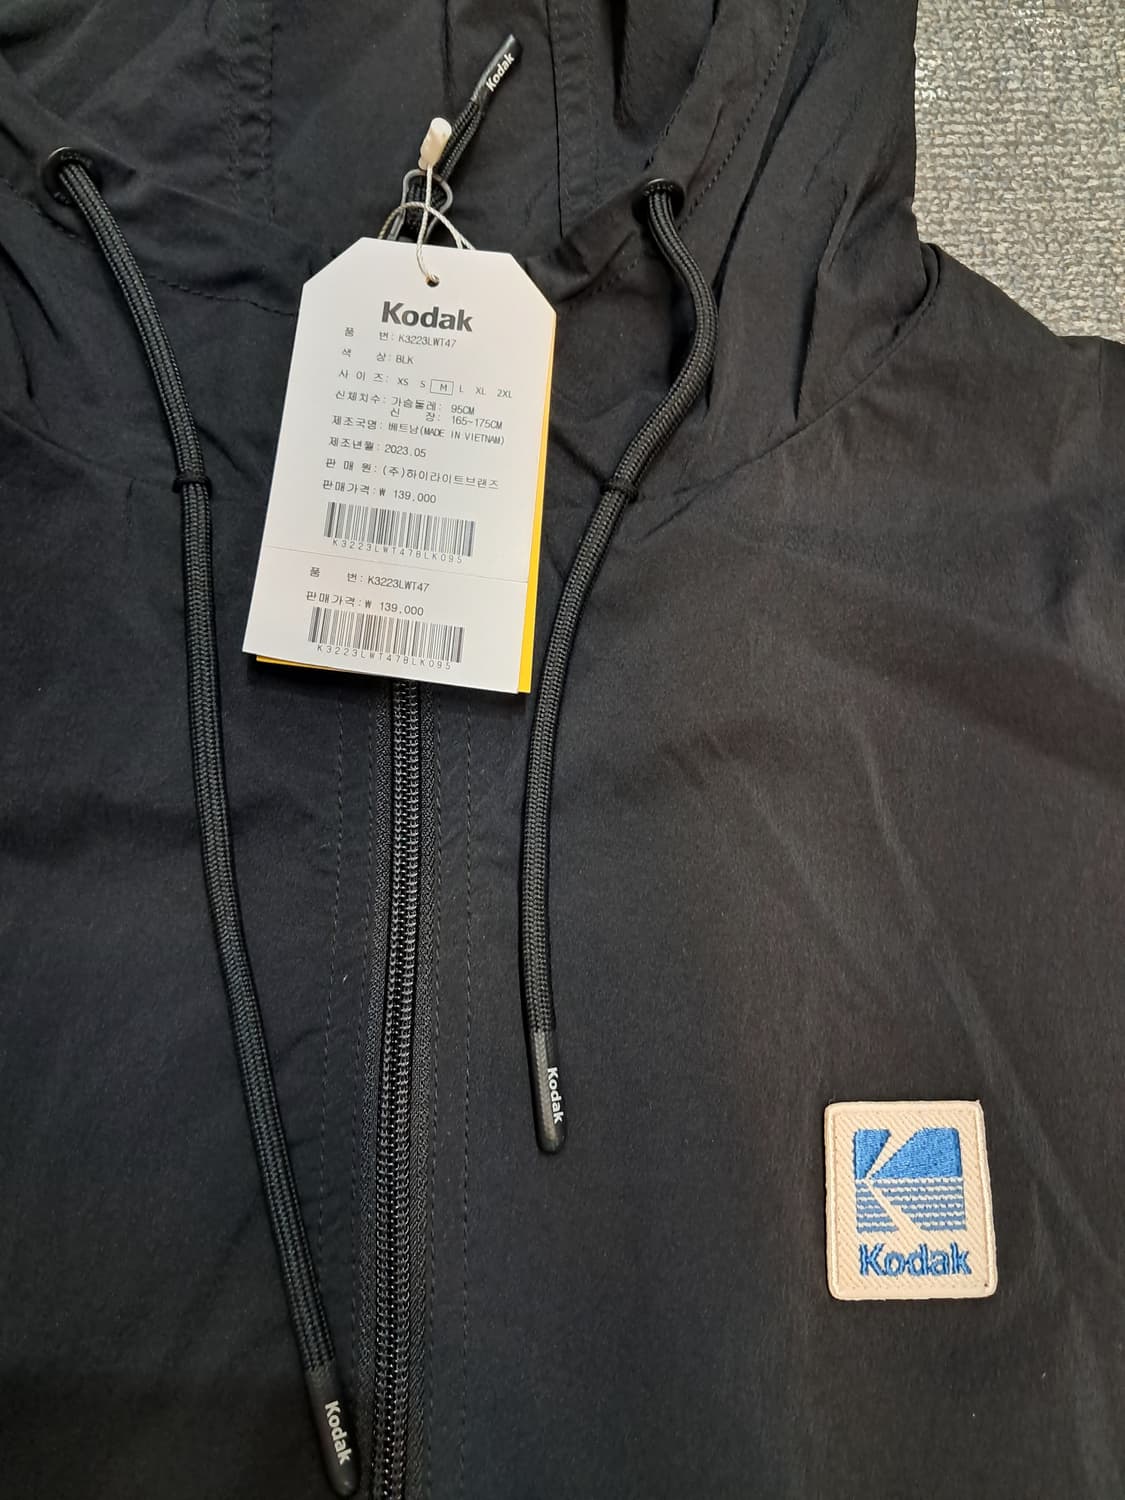 Kodak
Kodak
품 번: K3223LWT47
색 상: BLK
사 이 즈: XS S M L XL 2XL
신체치수: 가슴둘레: 95CM
신 장: 165~175CM
제조국명: 베트남(MADE IN VIETNAM)
제조년월: 2023.05
판 매 원: (주)하이라이트브랜즈
판매가격: ₩ 139,000
K3223LWT47BLK095
품 번: K3223LWT47
판매가격: ₩ 139,000
K3223LWT47BLK095
Kodak
Kodak
Kodak